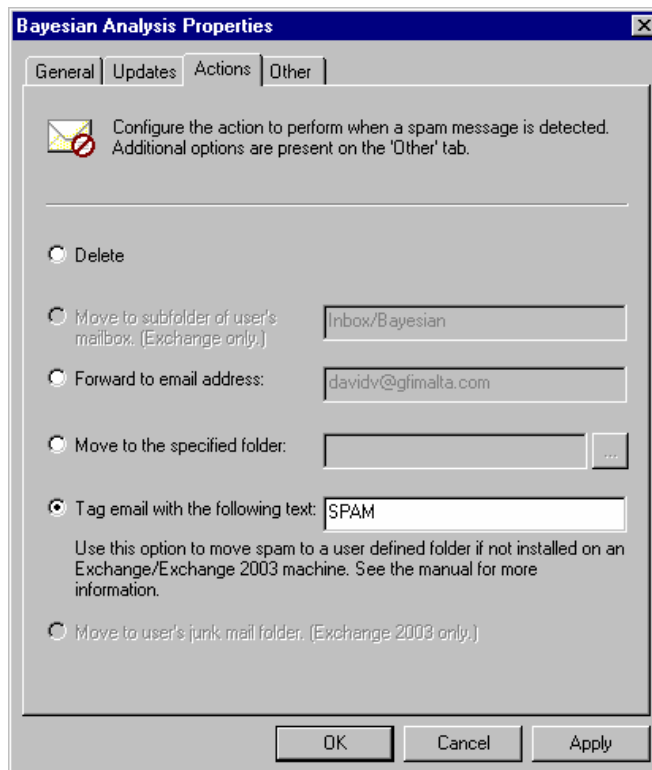 Bayesian Analysis Properties
General Updates Actions Other
Configure the action to perform when a spam message is detected.
Additional options are present on the 'Other' tab.
Delete
Move to subfolder of user's
mailbox. (Exchange only.)
Inbox/Bayesian
Forward to email address:
davidv@gfimalta.com
Move to the specified folder:
...
Tag email with the following text:
SPAM
Use this option to move spam to a user defined folder if not installed on an
Exchange/Exchange 2003 machine. See the manual for more
information.
Move to user's junk mail folder. (Exchange 2003 only.)
OK Cancel Apply